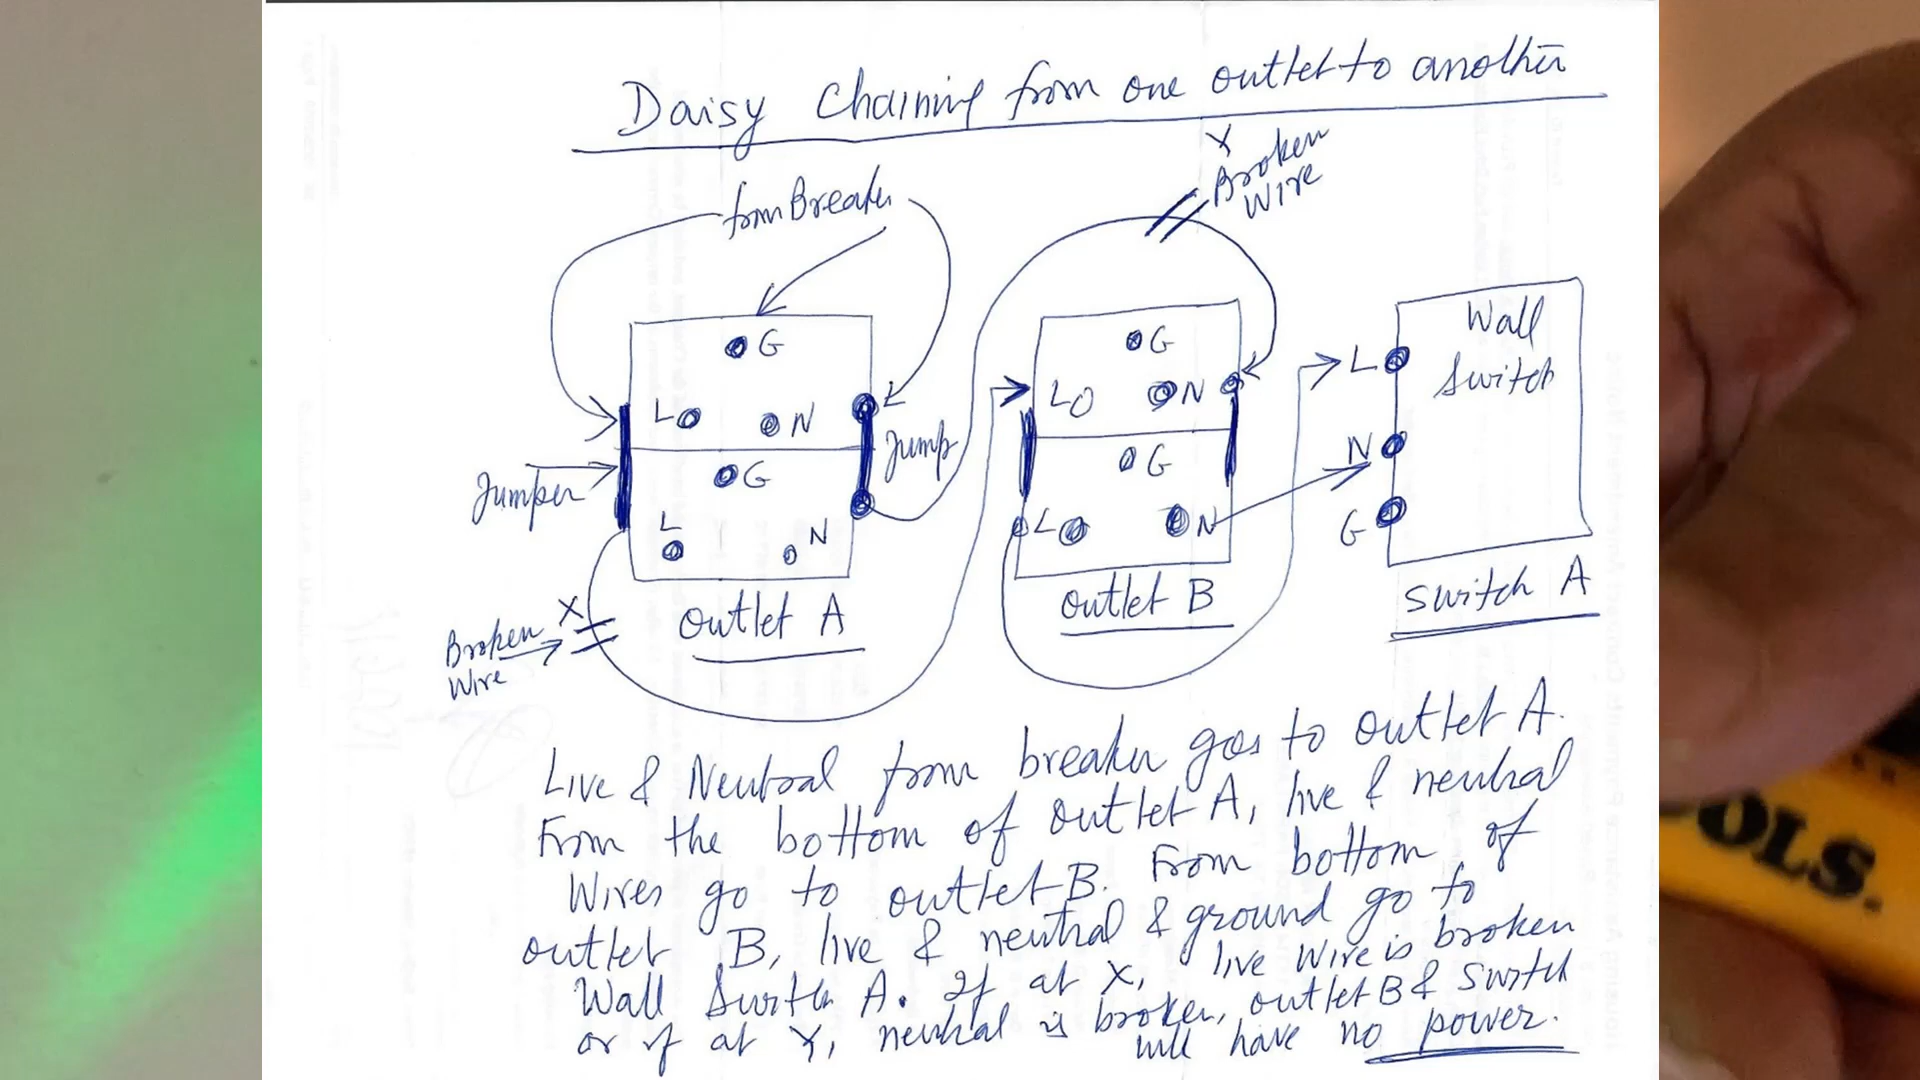 Daisy Chaining from one outlet to another
from Breaker
Y
Broken
Wire
G
L
N
Jumper
G
L
N
Jump
X
Broken
Wire
outlet A
G
L
N
G
L
N
outlet B
Wall
Switch
L
N
G
Switch A
Live & Neutral from breaker goes to outlet A.
From the bottom of outlet A, live & neutral
Wires go to outlet B. From bottom of
outlet B, live & neutral & ground go to
Wall Switch A. If at X, live wire is broken
or if at Y, neutral is broken, outlet B & Switch
will have no power.
OLS.